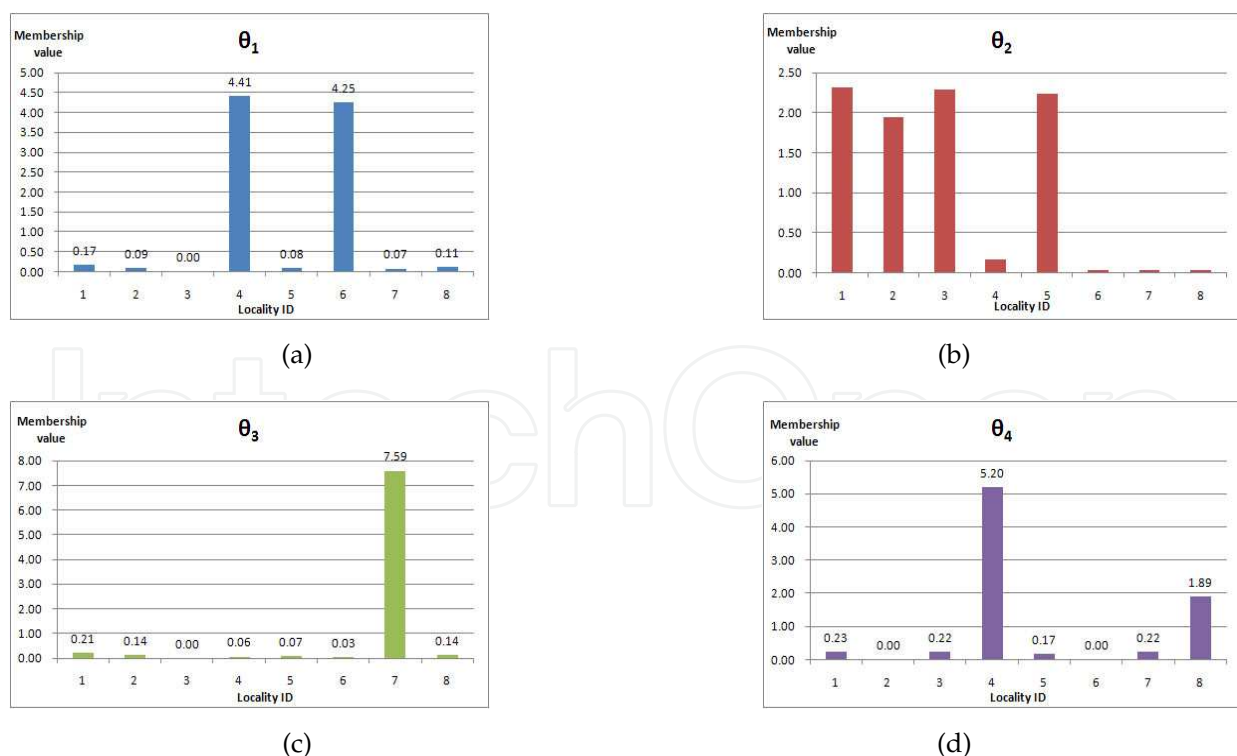 Membership
value
θ1
5.00
4.50
4.00
3.50
3.00
2.50
2.00
1.50
1.00
0.50
0.00
0.17
0.09
0.00
4.41
0.08
4.25
0.07
0.11
1 2 3 4 5 6 7 8
Locality ID
(a)
Membership
value
θ2
2.50
2.00
1.50
1.00
0.50
0.00
1 2 3 4 5 6 7 8
Locality ID
(b)
Membership
value
θ3
8.00
7.00
6.00
5.00
4.00
3.00
2.00
1.00
0.00
0.21
0.14
0.00
0.06
0.07
0.03
7.59
0.14
1 2 3 4 5 6 7 8
Locality ID
(c)
Membership
value
θ4
6.00
5.00
4.00
3.00
2.00
1.00
0.00
0.23
0.00
0.22
5.20
0.17
0.00
0.22
1.89
1 2 3 4 5 6 7 8
Locality ID
(d)
IntechOpen